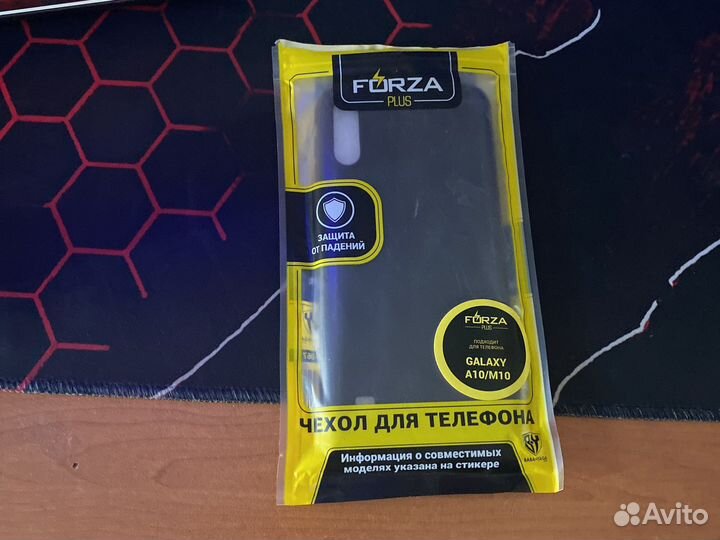 FORZA
PLUS
ЗАЩИТА
ОТ ПАДЕНИЙ
FORZA
PLUS
ПОДХОДИТ
ДЛЯ ТЕЛЕФОНА
GALAXY
A10/M10
ЧЕХОЛ ДЛЯ ТЕЛЕФОНА
Информация о совместимых
моделях указана на стикере
Avito